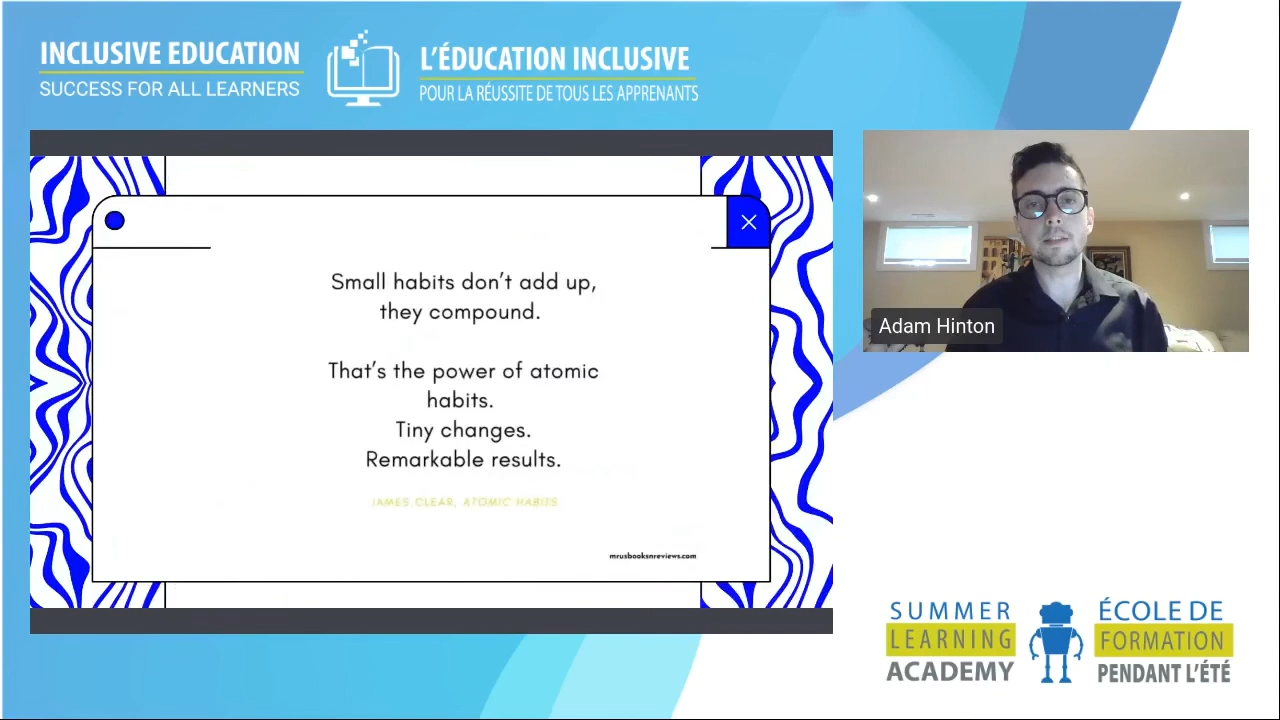 INCLUSIVE EDUCATION
SUCCESS FOR ALL LEARNERS
L'ÉDUCATION INCLUSIVE
POUR LA RÉUSSITE DE TOUS LES APPRENANTS
Small habits don't add up,
they compound.
That's the power of atomic
habits.
Tiny changes.
Remarkable results.
JAMES CLEAR, ATOMIC HABITS
mrusbooksnreviews.com
Adam Hinton
SUMMER
LEARNING
ACADEMY
ÉCOLE DE
FORMATION
PENDANT L'ÉTÉ